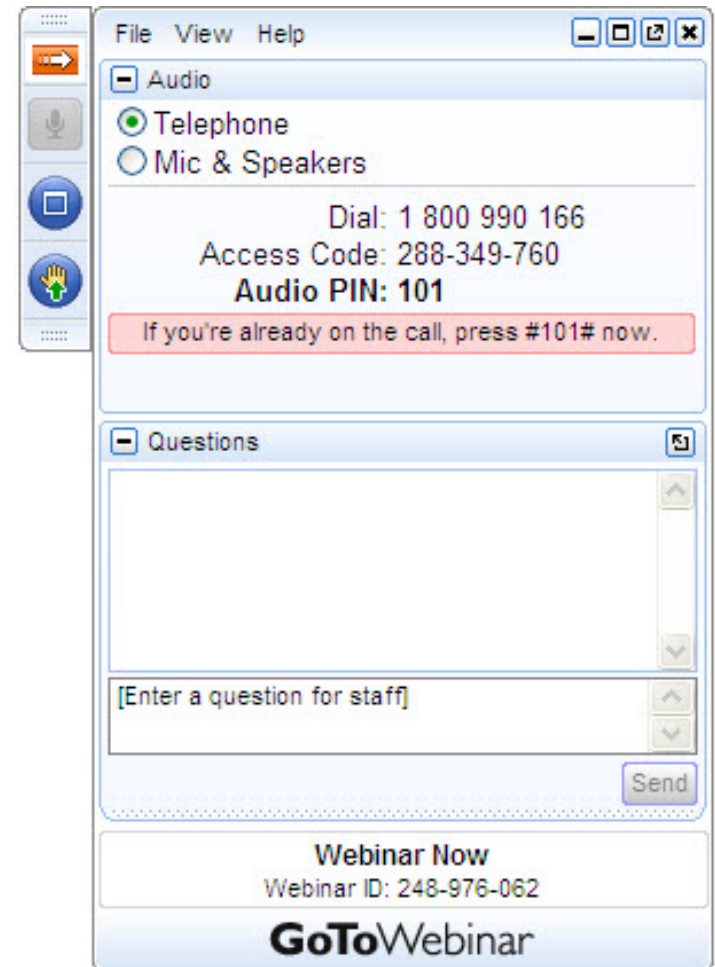 File View Help
Audio
Telephone
Mic & Speakers
Dial: 1 800 990 166
Access Code: 288-349-760
Audio PIN: 101
If you're already on the call, press #101# now.
Questions
[Enter a question for staff]
Send
Webinar Now
Webinar ID: 248-976-062
GoToWebinar